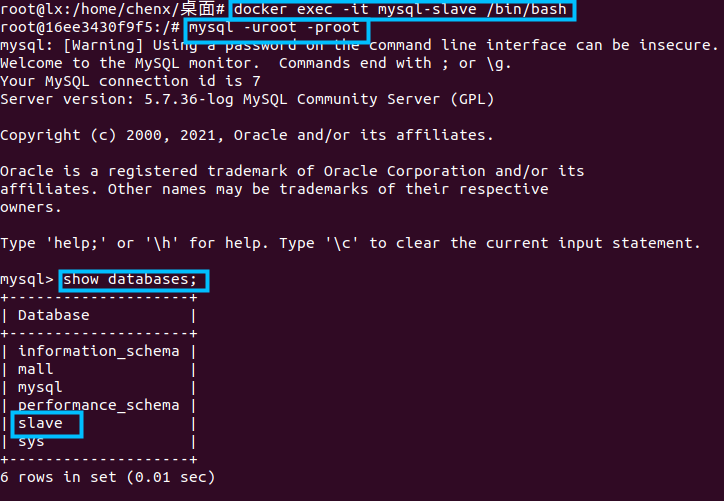 root@lx:/home/chenx/桌面# docker exec -it mysql-slave /bin/bash
root@16ee3430f9f5:/# mysql -uroot -proot
mysql: [Warning] Using a password on the command line interface can be insecure.
Welcome to the MySQL monitor.  Commands end with ; or \g.
Your MySQL connection id is 7
Server version: 5.7.36-log MySQL Community Server (GPL)
Copyright (c) 2000, 2021, Oracle and/or its affiliates.
Oracle is a registered trademark of Oracle Corporation and/or its
affiliates. Other names may be trademarks of their respective
owners.
Type 'help;' or '\h' for help. Type '\c' to clear the current input statement.
mysql> show databases;
+--------------------+
| Database           |
+--------------------+
| information_schema |
| mall               |
| mysql              |
| performance_schema |
| slave              |
| sys                |
+--------------------+
6 rows in set (0.01 sec)